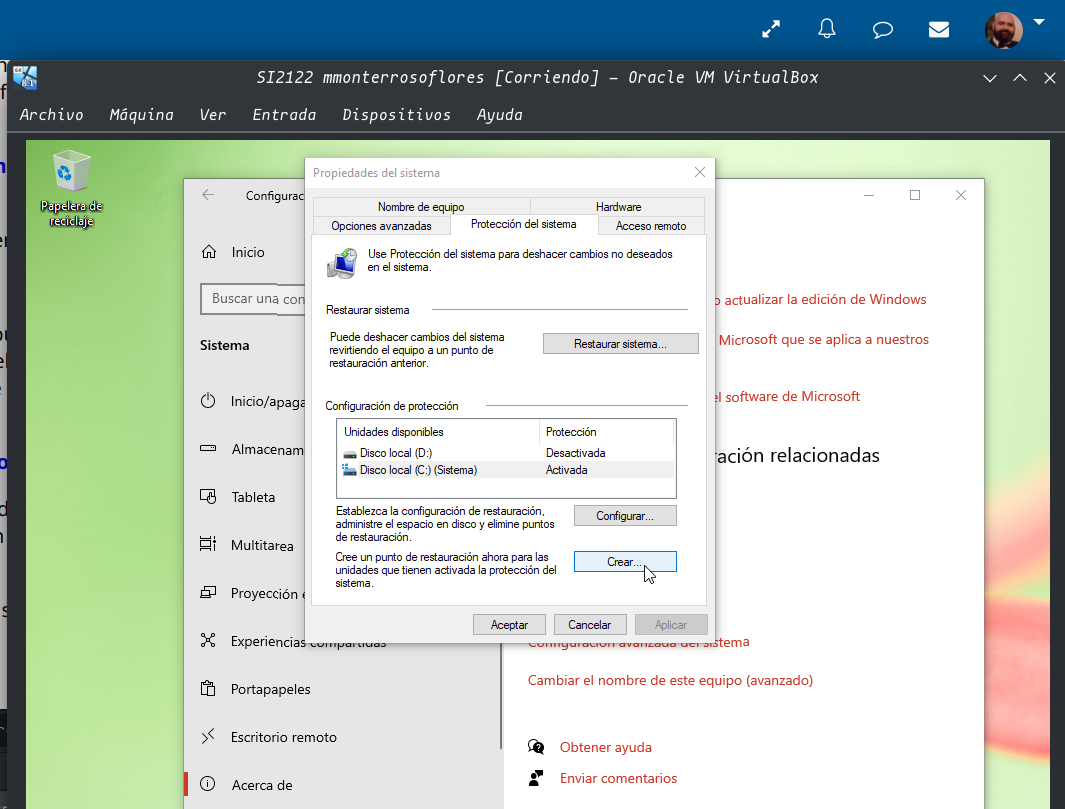 SI2122 mmonterrosoflores [Corriendo] – Oracle VM VirtualBox
Archivo Máquina Ver Entrada Dispositivos Ayuda
Papelera de
reciclaje
Propiedades del sistema
Nombre de equipo Hardware
Opciones avanzadas Protección del sistema Acceso remoto
Use Protección del sistema para deshacer cambios no deseados
en el sistema.
Restaurar sistema
Puede deshacer cambios del sistema
revirtiendo el equipo a un punto de
restauración anterior.
Restaurar sistema...
Configuración de protección
Unidades disponibles Protección
Disco local (D:) Desactivada
Disco local (C:) (Sistema) Activada
Establezca la configuración de restauración,
administre el espacio en disco y elimine puntos
de restauración.
Configurar...
Cree un punto de restauración ahora para las
unidades que tienen activada la protección del
sistema.
Crear...
Aceptar Cancelar Aplicar
Configurac
Inicio
Buscar una con
Sistema
Inicio/apaga
Almacenam
Tableta
Multitarea
Proyección e
Experiencias compartidas
Portapapeles
Escritorio remoto
Acerca de
o actualizar la edición de Windows
Microsoft que se aplica a nuestros
el software de Microsoft
ración relacionadas
Configuración avanzada del sistema
Cambiar el nombre de este equipo (avanzado)
Obtener ayuda
Enviar comentarios